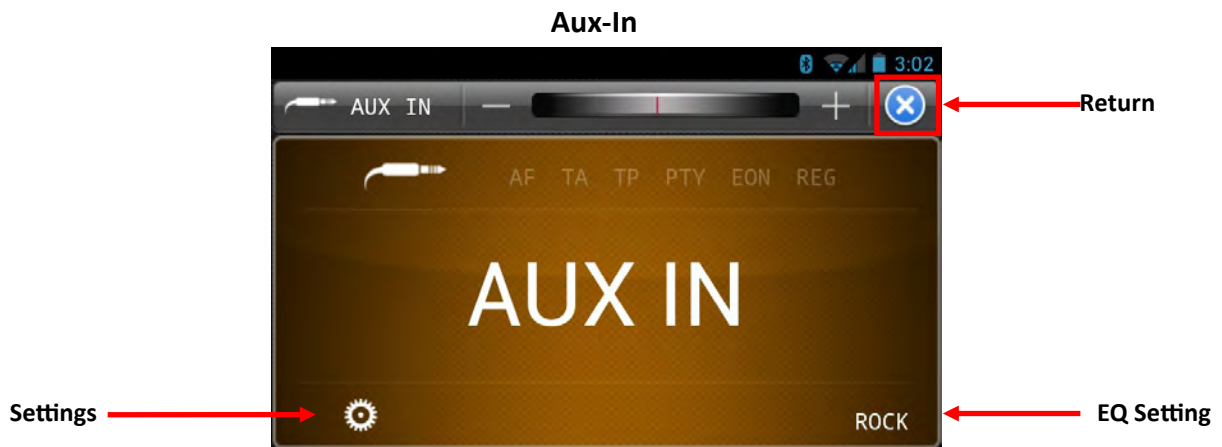 Aux-In
3:02
AUX IN
Return
AF TA TP PTY EON REG
AUX IN
Settings
ROCK
EQ Setting